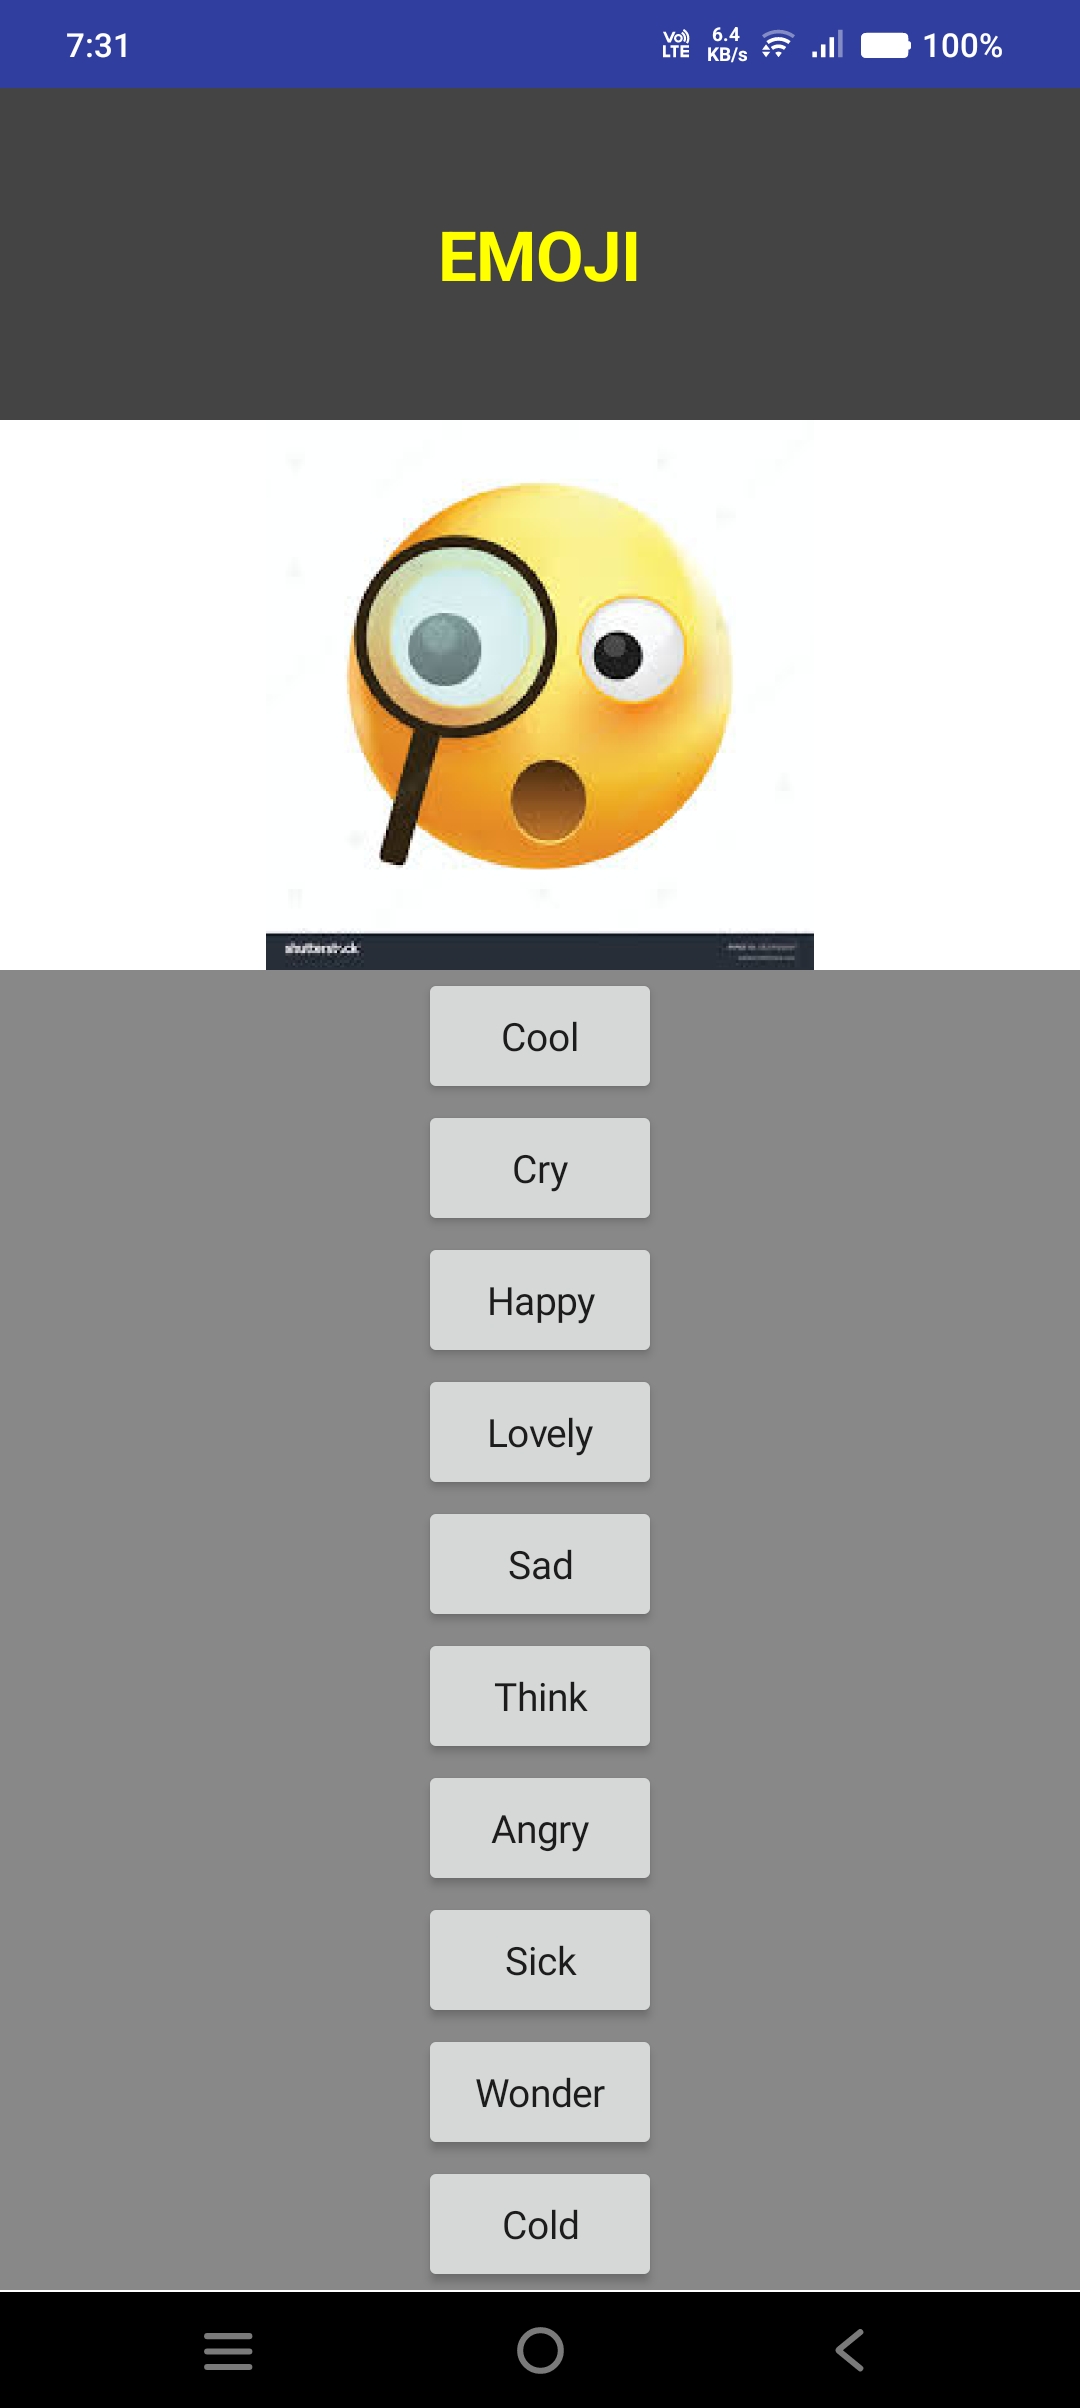 7:31
Vo)) LTE 6.4 KB/s 100%
EMOJI
shutterstock
Cool
Cry
Happy
Lovely
Sad
Think
Angry
Sick
Wonder
Cold